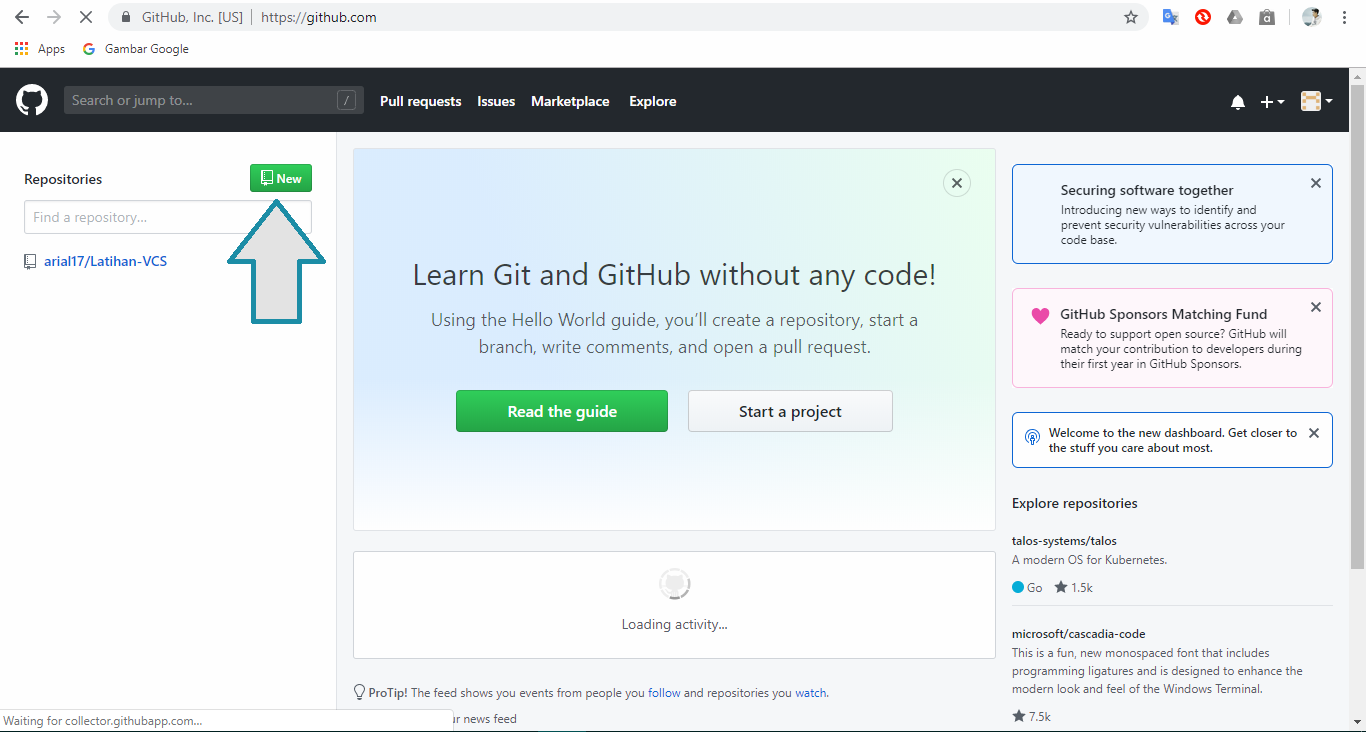 GitHub, Inc. [US] | https://github.com
Apps
Gambar Google
Search or jump to...
/
Pull requests
Issues
Marketplace
Explore
Repositories
New
Find a repository...
arial17/Latihan-VCS
Learn Git and GitHub without any code!
Using the Hello World guide, you’ll create a repository, start a
branch, write comments, and open a pull request.
Read the guide
Start a project
Loading activity...
ProTip! The feed shows you events from people you follow and repositories you watch.
ur news feed
Waiting for collector.githubapp.com...
Securing software together
Introducing new ways to identify and
prevent security vulnerabilities across your
code base.
GitHub Sponsors Matching Fund
Ready to support open source? GitHub will
match your contribution to developers during
their first year in GitHub Sponsors.
Welcome to the new dashboard. Get closer to
the stuff you care about most.
Explore repositories
talos-systems/talos
A modern OS for Kubernetes.
Go 1.5k
microsoft/cascadia-code
This is a fun, new monospaced font that includes
programming ligatures and is designed to enhance the
modern look and feel of the Windows Terminal.
7.5k